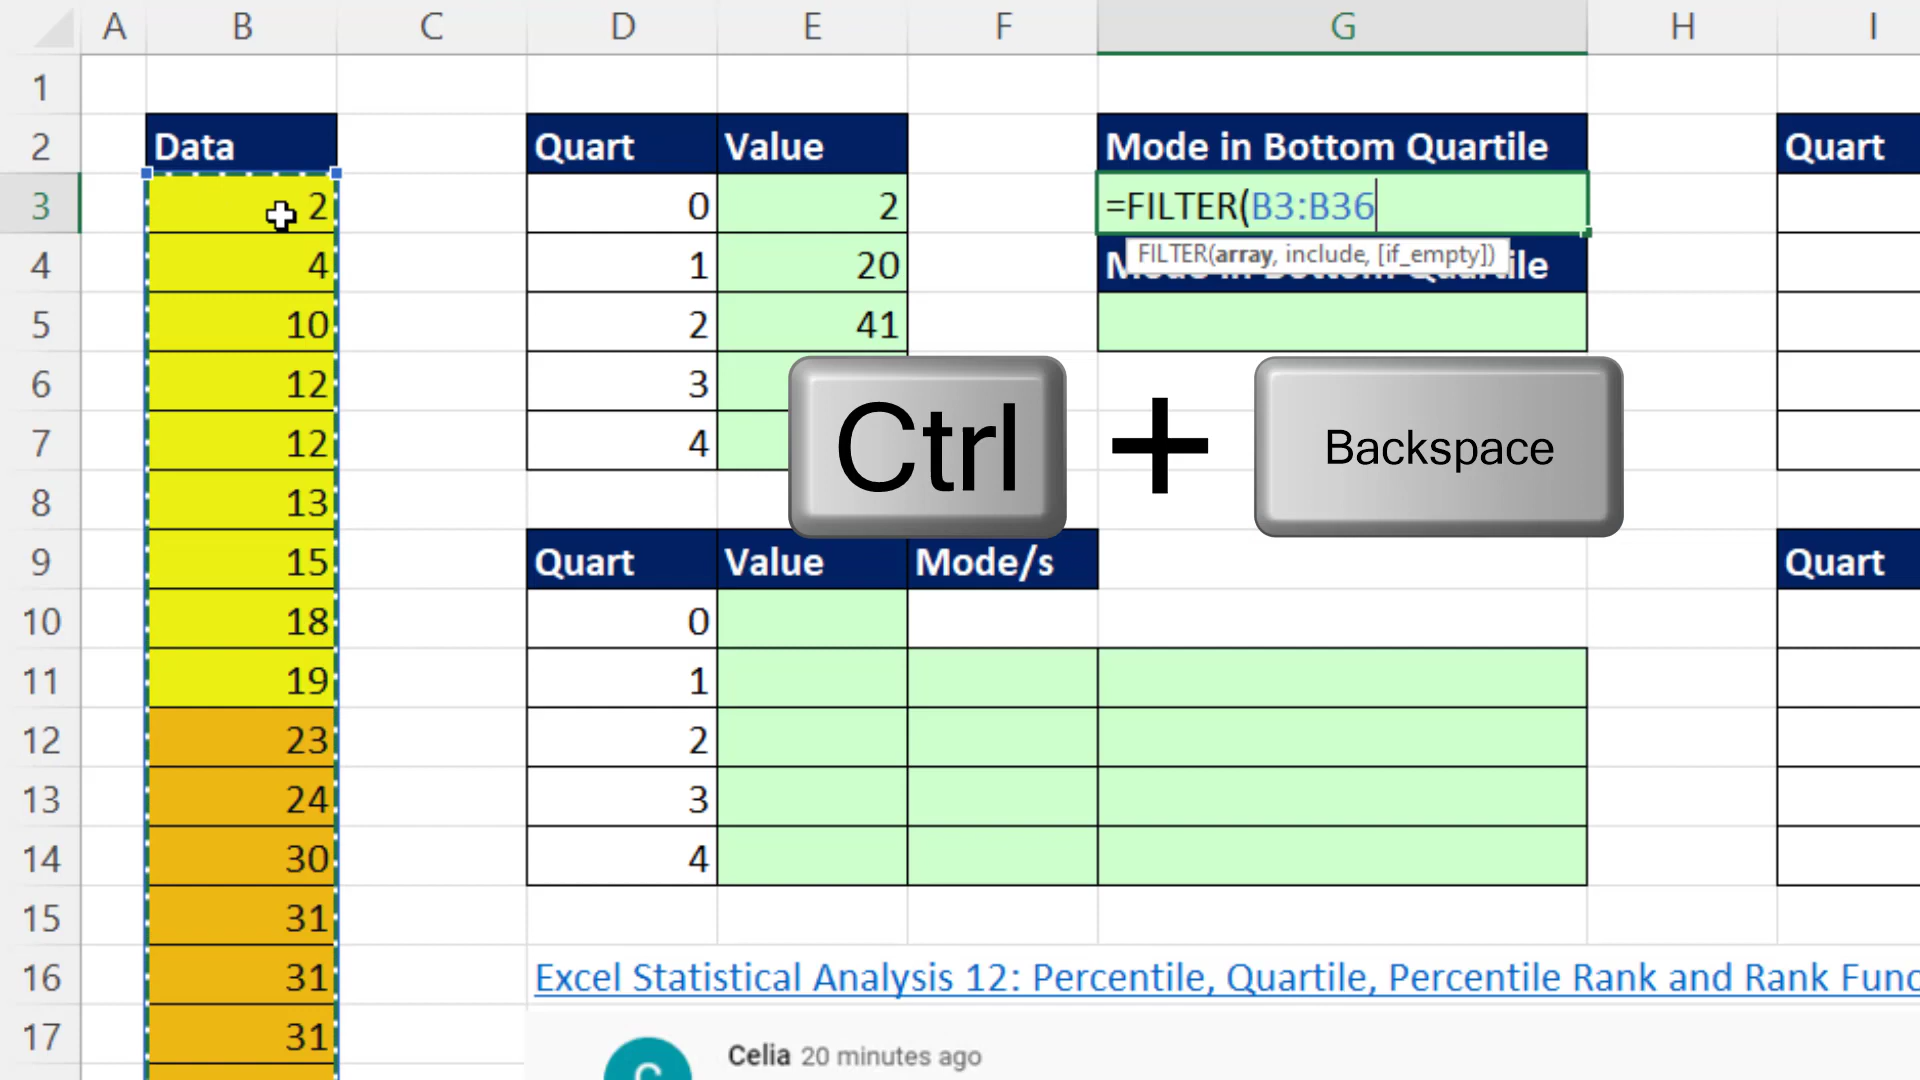 A B C D E F G H I
1
2 Data Quart Value Mode in Bottom Quartile Quart
3 2 0 2 =FILTER(B3:B36
FILTER(array, include, [if_empty])
4 4 1 20
5 10 2 41
6 12 3
7 12 4
8 13
Ctrl + Backspace
9 15 Quart Value Mode/s Quart
10 18 0
11 19 1
12 23 2
13 24 3
14 30 4
15 31
16 31 Excel Statistical Analysis 12: Percentile, Quartile, Percentile Rank and Rank Func
17 31
Celia 20 minutes ago